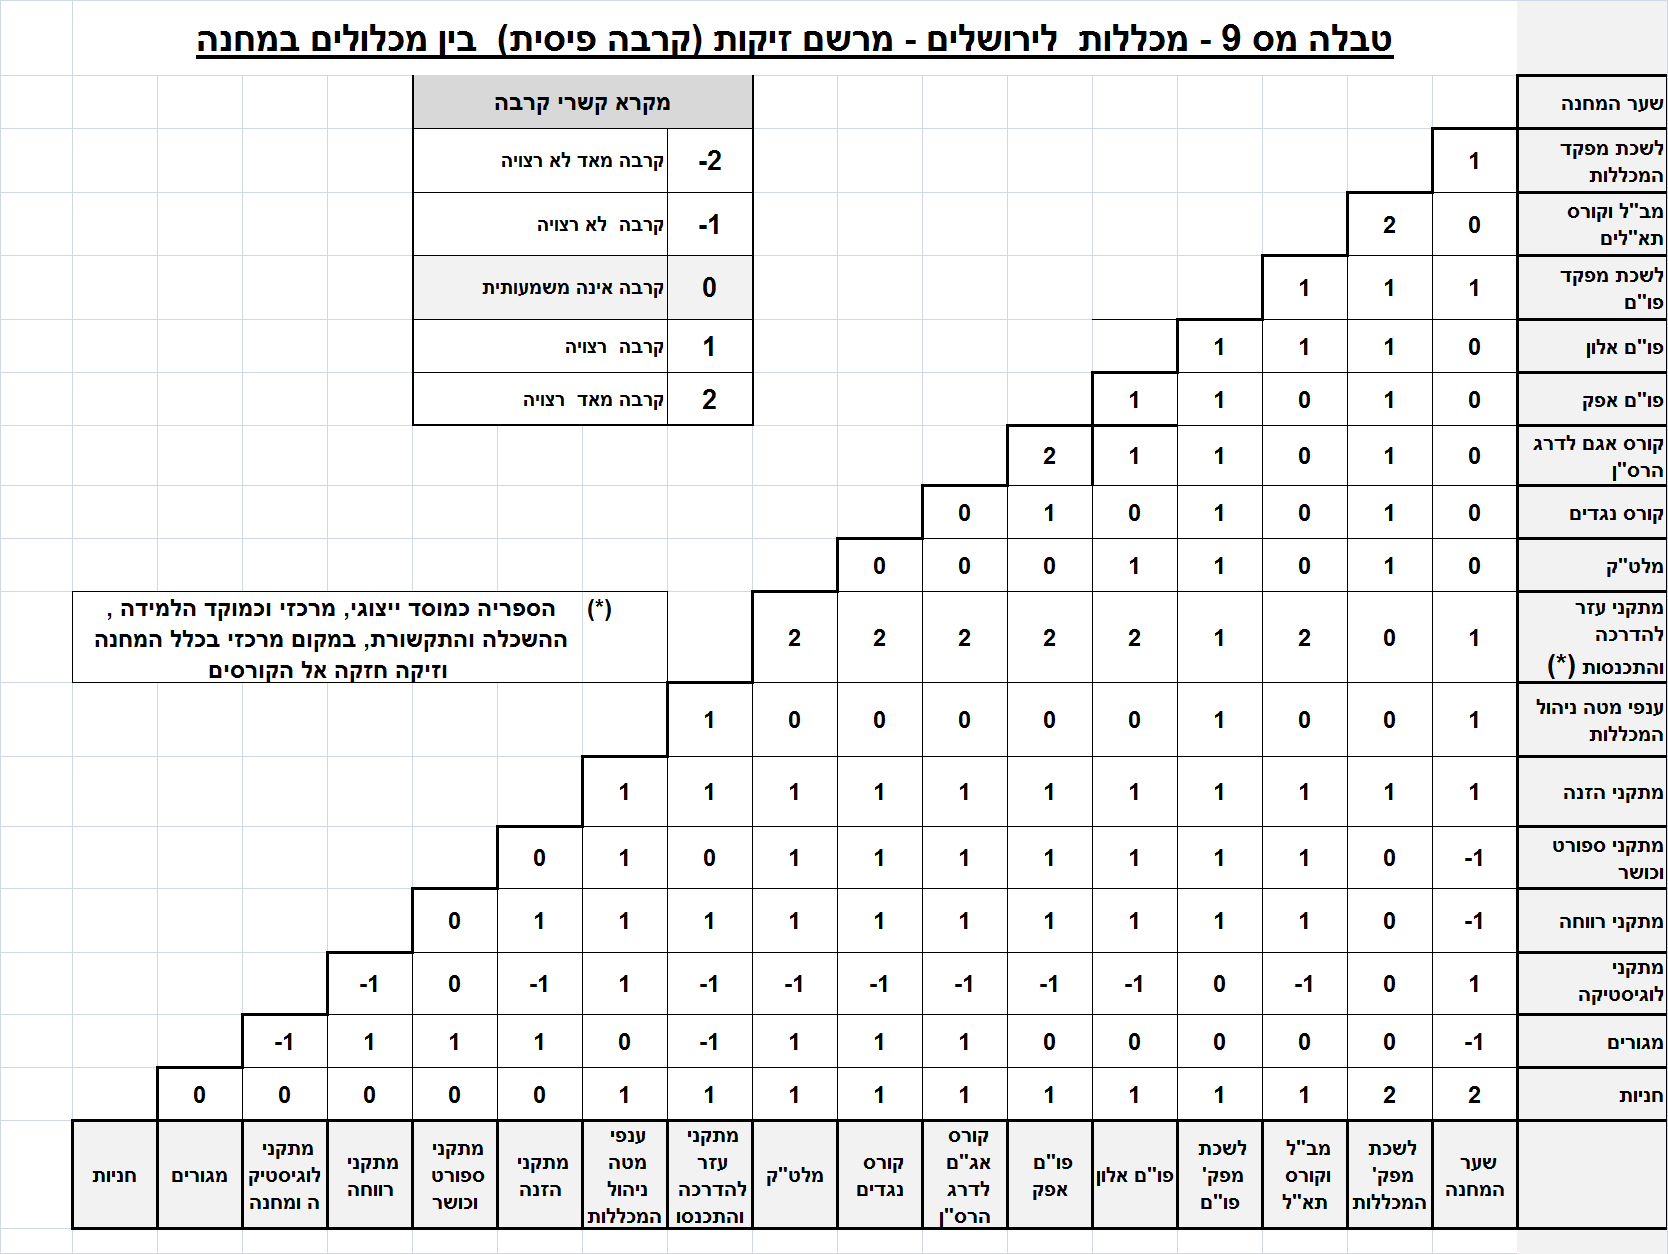 טבלה מס 9 - מכללות לירושלים - מרשם זיקות (קרבה פיסית) בין מכלולים במחנה
מקרא קשרי קרבה
-2 קרבה מאד לא רצויה
-1 קרבה לא רצויה
0 קרבה אינה משמעותית
1 קרבה רצויה
2 קרבה מאד רצויה
שער המחנה
לשכת מפקד
המכללות
1
מב"ל וקורס
תא"לים
0 2
לשכת מפקד
פו"ם
1 1 1
פו"ם אלון
0 1 1 1
פו"ם אפק
0 1 0 1 1
קורס אגם לדרג
הרס"ן
0 1 0 1 1 2
קורס נגדים
0 1 0 1 0 1 0
מלט"ק
0 1 0 1 1 0 0 0
מתקני עזר
להדרכה
והתכנסות (*)
1 0 2 1 2 2 2 2 2
(*) הספריה כמוסד ייצוגי, מרכזי וכמוקד הלמידה ,
ההשכלה והתקשורת, במקום מרכזי בכלל המחנה
וזיקה חזקה אל הקורסים
ענפי מטה ניהול
המכללות
1 0 0 1 0 0 0 0 0 1
מתקני הזנה
1 1 1 1 1 1 1 1 1 1 1
מתקני ספורט
וכושר
-1 0 1 1 1 1 1 1 1 0 1 0
מתקני רווחה
-1 0 1 1 1 1 1 1 1 1 1 1 0
מתקני
לוגיסטיקה
1 0 -1 0 -1 -1 -1 -1 -1 -1 1 -1 0 -1
מגורים
-1 0 0 0 0 0 1 1 1 -1 0 1 1 1 -1
חניות
2 2 1 1 1 1 1 1 1 1 1 0 0 0 0 0
שער
המחנה
לשכת
מפק'
המכללות
מב"ל
וקורס
תא"ל
לשכת
מפק'
פו"ם
פו"ם אלון
פו"ם
אפק
קורס
אג"ם
לדרג
הרס"ן
קורס
נגדים
מלט"ק
מתקני
עזר
להדרכה
והתכנסו
ענפי
מטה
ניהול
המכללות
מתקני
הזנה
מתקני
ספורט
וכושר
מתקני
רווחה
מתקני
לוגיסטיק
ה ומחנה
מגורים
חניות